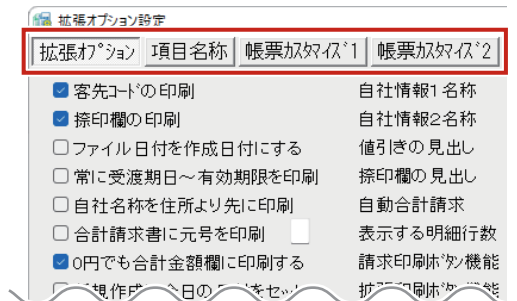 拡張オプション設定
拡張ｵﾌﾟｼｮﾝ 項目名称 帳票ｶｽﾀﾏｲｽﾞ1 帳票ｶｽﾀﾏｲｽﾞ2
客先ｺｰﾄﾞの印刷 自社情報1名称
捺印欄の印刷 自社情報2名称
ファイル日付を作成日付にする 値引きの見出し
常に受渡期日～有効期限を印刷 捺印欄の見出し
自社名称を住所より先に印刷 自動合計請求
合計請求書に元号を印刷 表示する明細行数
0円でも合計金額欄に印刷する 請求印刷ﾎﾞﾀﾝ機能